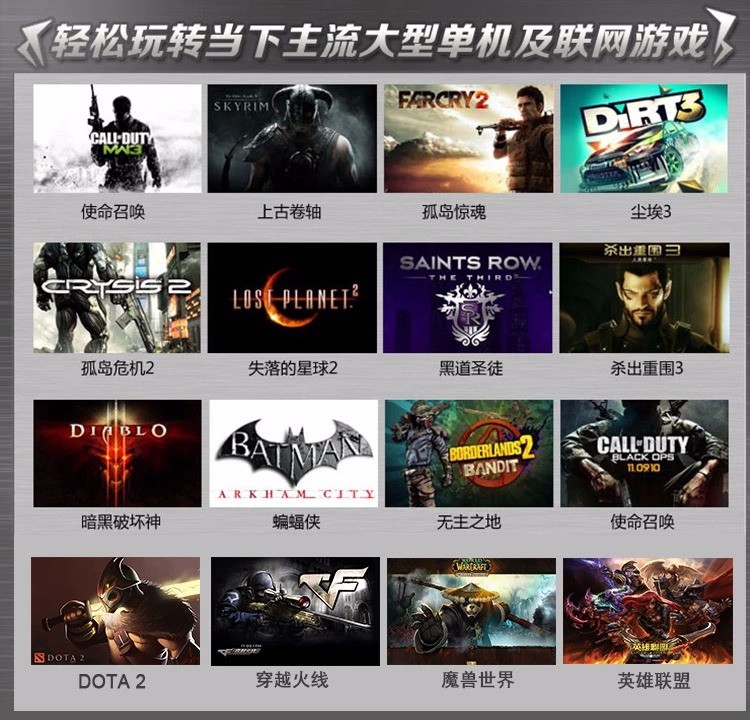 轻松玩转当下主流大型单机及联网游戏
CALL OF DUTY
MW3
SKYRIM
FARCRY 2
DiRT3
使命召唤
上古卷轴
孤岛惊魂
尘埃3
CRYSIS 2
LOST PLANET 2
SAINTS ROW.
THE THIRD
杀出重围3
孤岛危机2
失落的星球2
黑道圣徒
杀出重围3
DIABLO
BATMAN
ARKHAM CITY
BORDERLANDS 2
BANDIT
CALL OF DUTY
BLACK OPS
11.09.10
暗黑破坏神
蝙蝠侠
无主之地
使命召唤
DOTA 2
CF
WORLD
WARCRAFT
英雄聯盟
DOTA 2
穿越火线
魔兽世界
英雄联盟